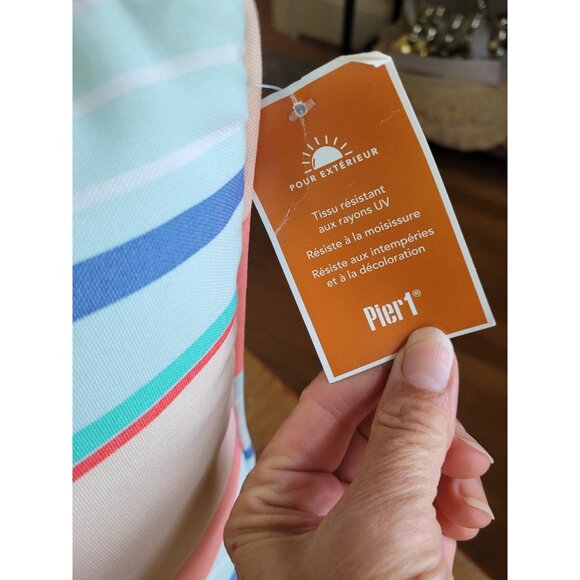 POUR EXTÉRIEUR
Tissu résistant
aux rayons UV
Résiste à la moisissure
Résiste aux intempéries
et à la décoloration
Pier1®